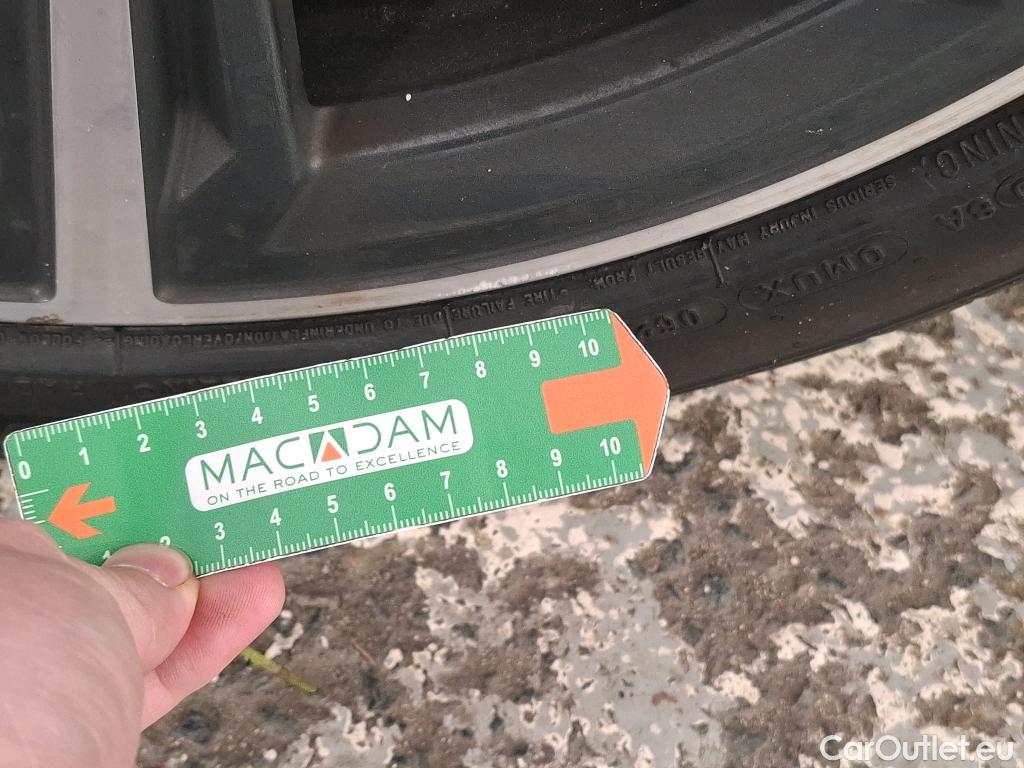 SERIOUS INJURY MAY RESULT FROM:
TIRE FAILURE DUE TO UNDERINFLATION/OVERLOADING
XUMO
0 1 2 3 4 5 6 7 8 9 10
MACADAM
ON THE ROAD TO EXCELLENCE
3 4 5 6 7 8 9 10
CarOutlet.eu